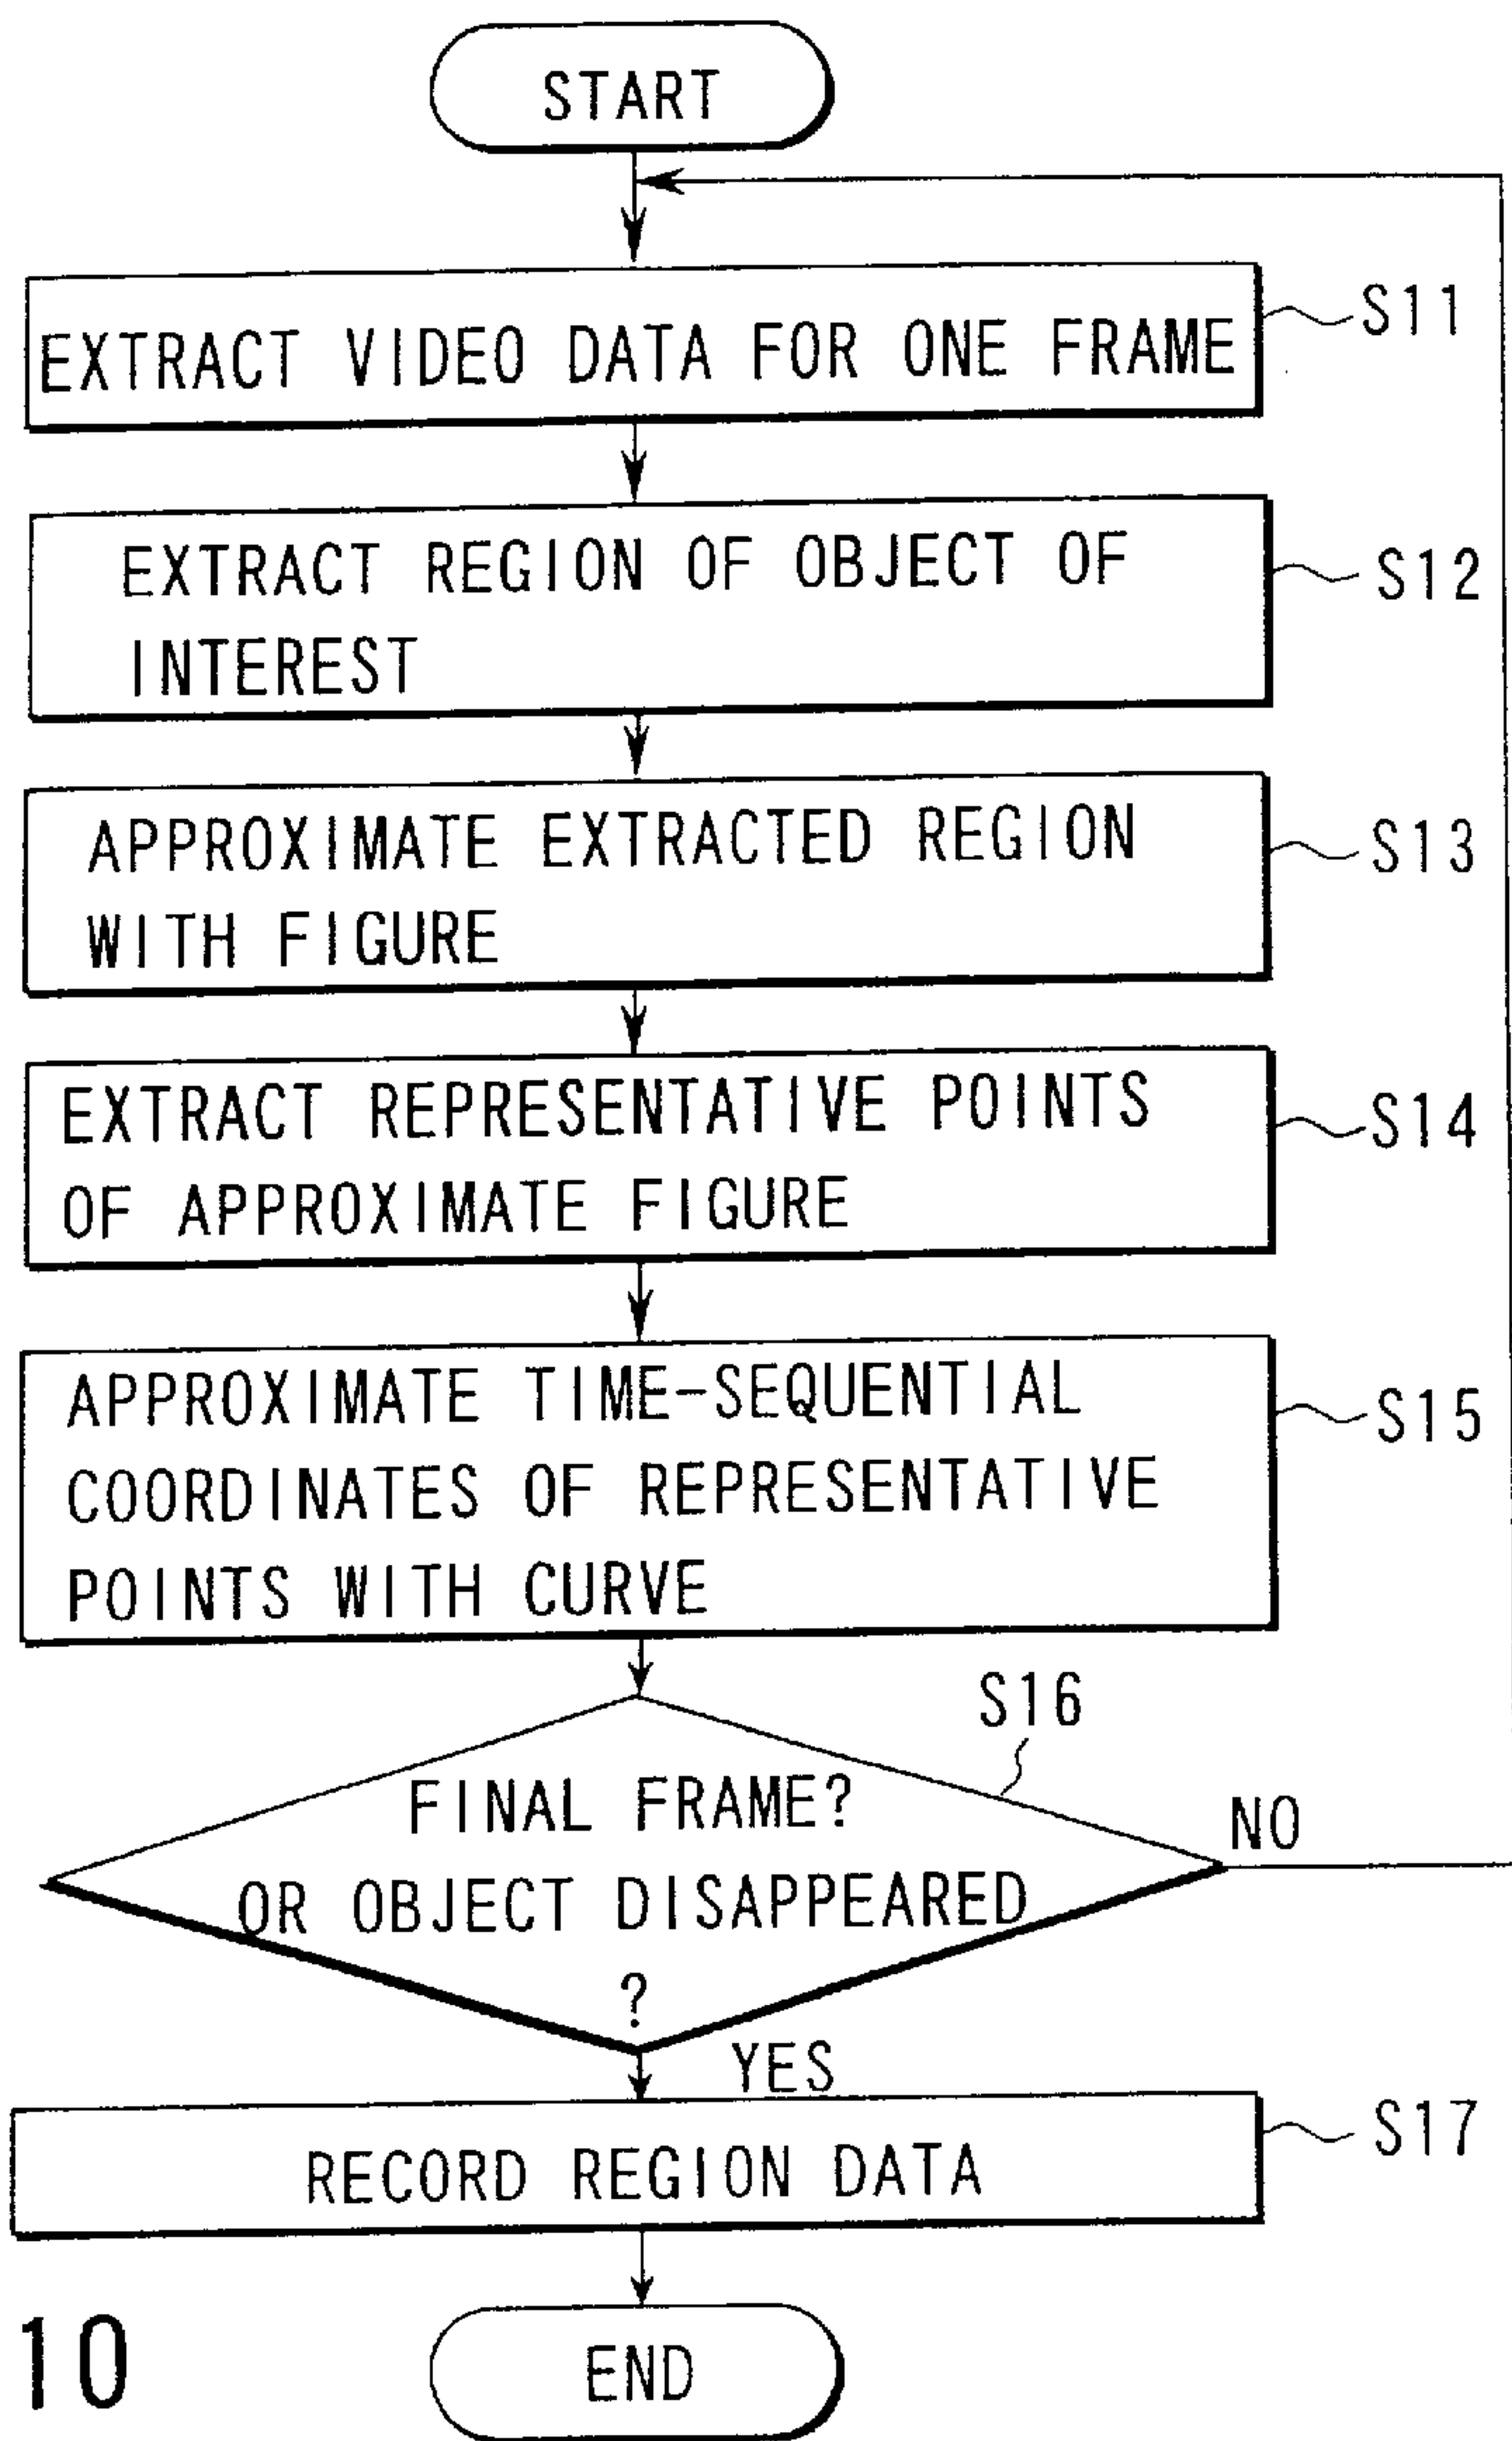 START
EXTRACT VIDEO DATA FOR ONE FRAME
S11
EXTRACT REGION OF OBJECT OF
INTEREST
S12
APPROXIMATE EXTRACTED REGION
WITH FIGURE
S13
EXTRACT REPRESENTATIVE POINTS
OF APPROXIMATE FIGURE
S14
APPROXIMATE TIME-SEQUENTIAL
COORDINATES OF REPRESENTATIVE
POINTS WITH CURVE
S15
S16
FINAL FRAME?
OR OBJECT DISAPPEARED
?
NO
YES
RECORD REGION DATA
S17
END
10